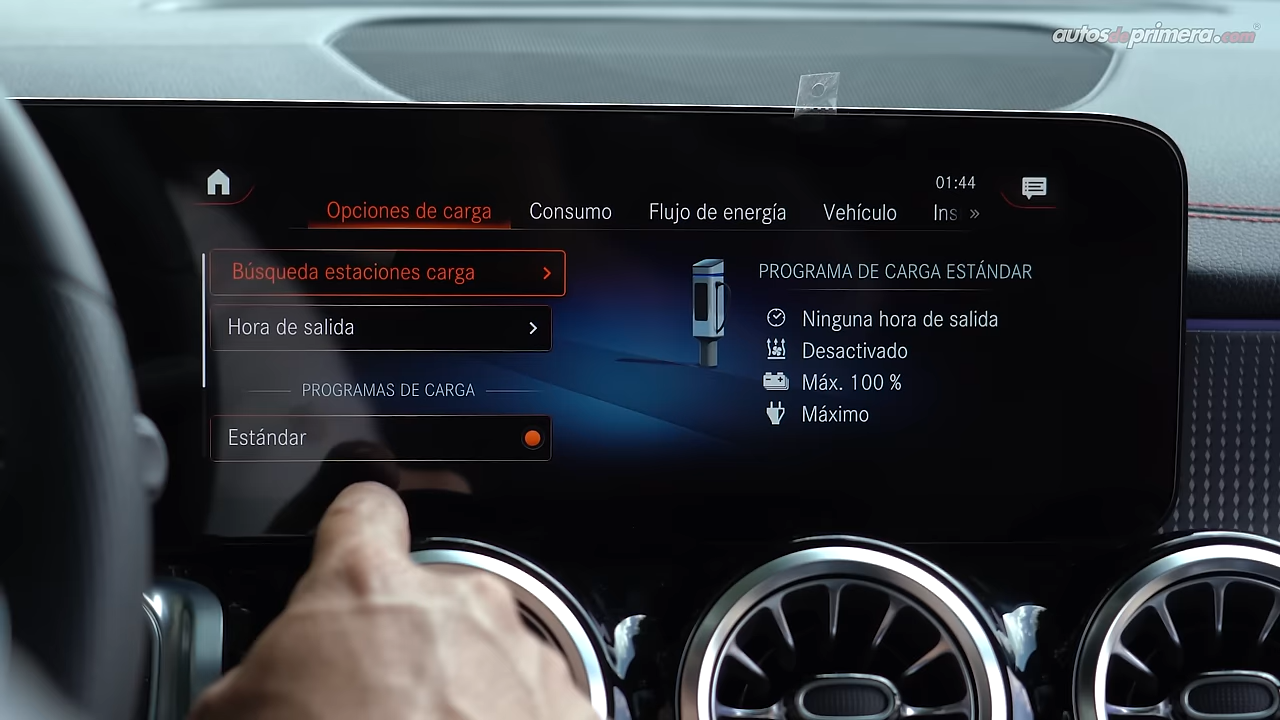 autosdeprimera.com
01:44
Opciones de carga Consumo Flujo de energía Vehículo Ins »
Búsqueda estaciones carga
Hora de salida
PROGRAMAS DE CARGA
Estándar
PROGRAMA DE CARGA ESTÁNDAR
Ninguna hora de salida
Desactivado
Máx. 100 %
Máximo